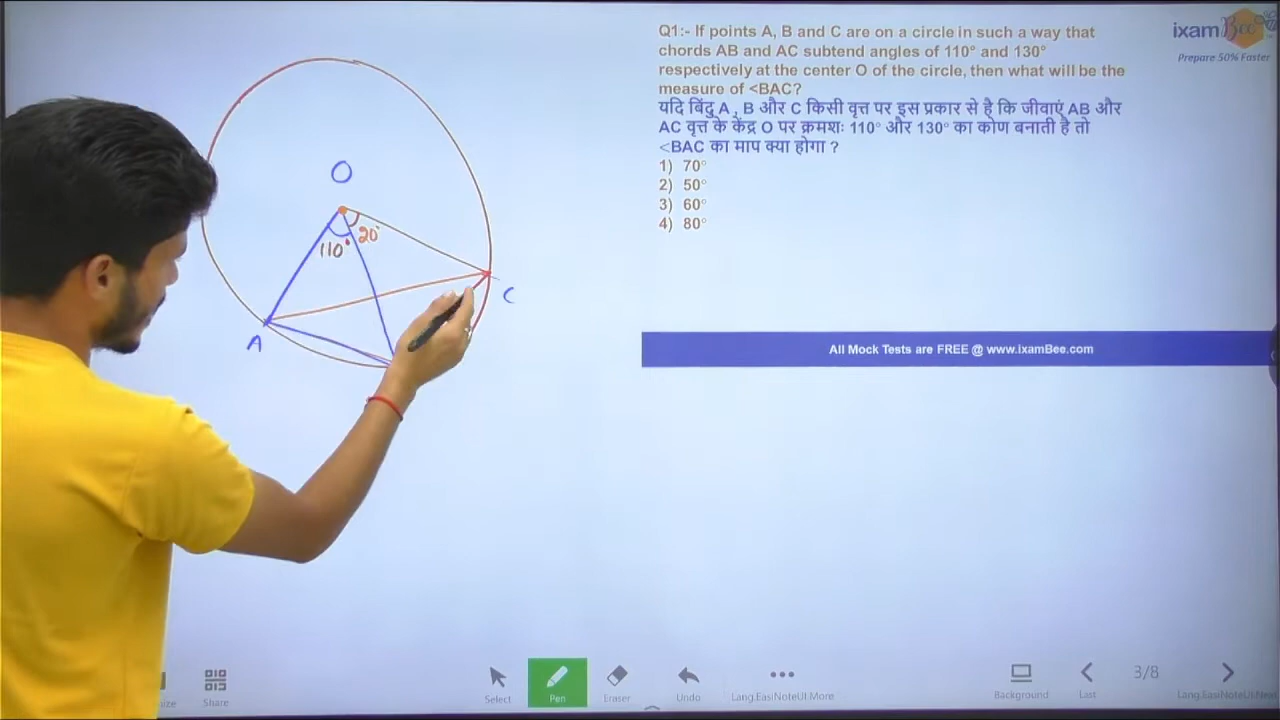 Q1:- If points A, B and C are on a circle in such a way that
chords AB and AC subtend angles of 110° and 130°
respectively at the center O of the circle, then what will be the
measure of <BAC?
यदि बिंदु A , B और C किसी वृत्त पर इस प्रकार से है कि जीवाएं AB और
AC वृत्त के केंद्र O पर क्रमशः 110° और 130° का कोण बनाती है तो
<BAC का माप क्या होगा ?
1) 70°
2) 50°
3) 60°
4) 80°
ixam Bee
Prepare 50% Faster
O
110°
20°
A
C
All Mock Tests are FREE @ www.ixamBee.com
Share
Select
Pen
Eraser
Undo
Lang.EasiNoteUI.More
Background
Last
3/8